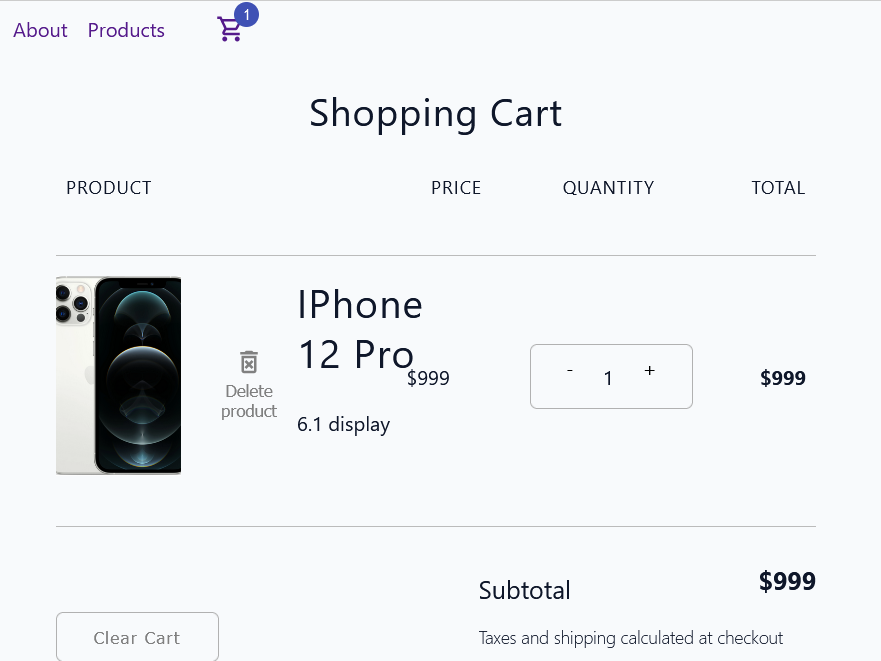 About Products 1
Shopping Cart
PRODUCT PRICE QUANTITY TOTAL
IPhone
12 Pro
$999 - 1 + $999
Delete
product
6.1 display
Subtotal $999
Clear Cart Taxes and shipping calculated at checkout